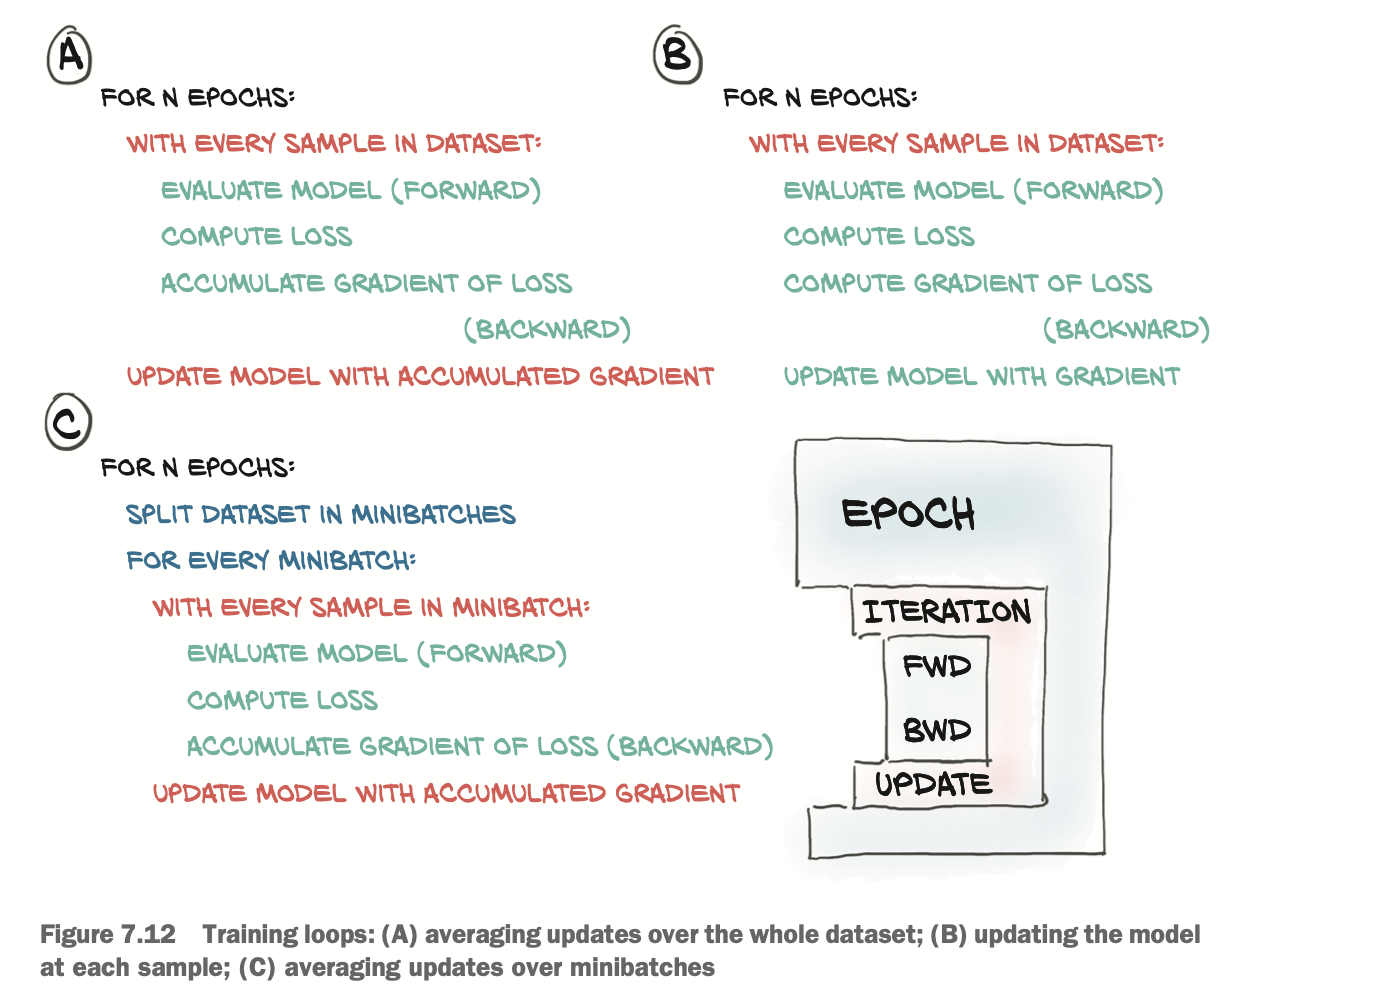 A
FOR N EPOCHS:
WITH EVERY SAMPLE IN DATASET:
EVALUATE MODEL (FORWARD)
COMPUTE LOSS
ACCUMULATE GRADIENT OF LOSS
(BACKWARD)
UPDATE MODEL WITH ACCUMULATED GRADIENT
B
FOR N EPOCHS:
WITH EVERY SAMPLE IN DATASET:
EVALUATE MODEL (FORWARD)
COMPUTE LOSS
COMPUTE GRADIENT OF LOSS
(BACKWARD)
UPDATE MODEL WITH GRADIENT
C
FOR N EPOCHS:
SPLIT DATASET IN MINIBATCHES
FOR EVERY MINIBATCH:
WITH EVERY SAMPLE IN MINIBATCH:
EVALUATE MODEL (FORWARD)
COMPUTE LOSS
ACCUMULATE GRADIENT OF LOSS (BACKWARD)
UPDATE MODEL WITH ACCUMULATED GRADIENT
EPOCH
ITERATION
FWD
BWD
UPDATE
Figure 7.12 Training loops: (A) averaging updates over the whole dataset; (B) updating the model
at each sample; (C) averaging updates over minibatches